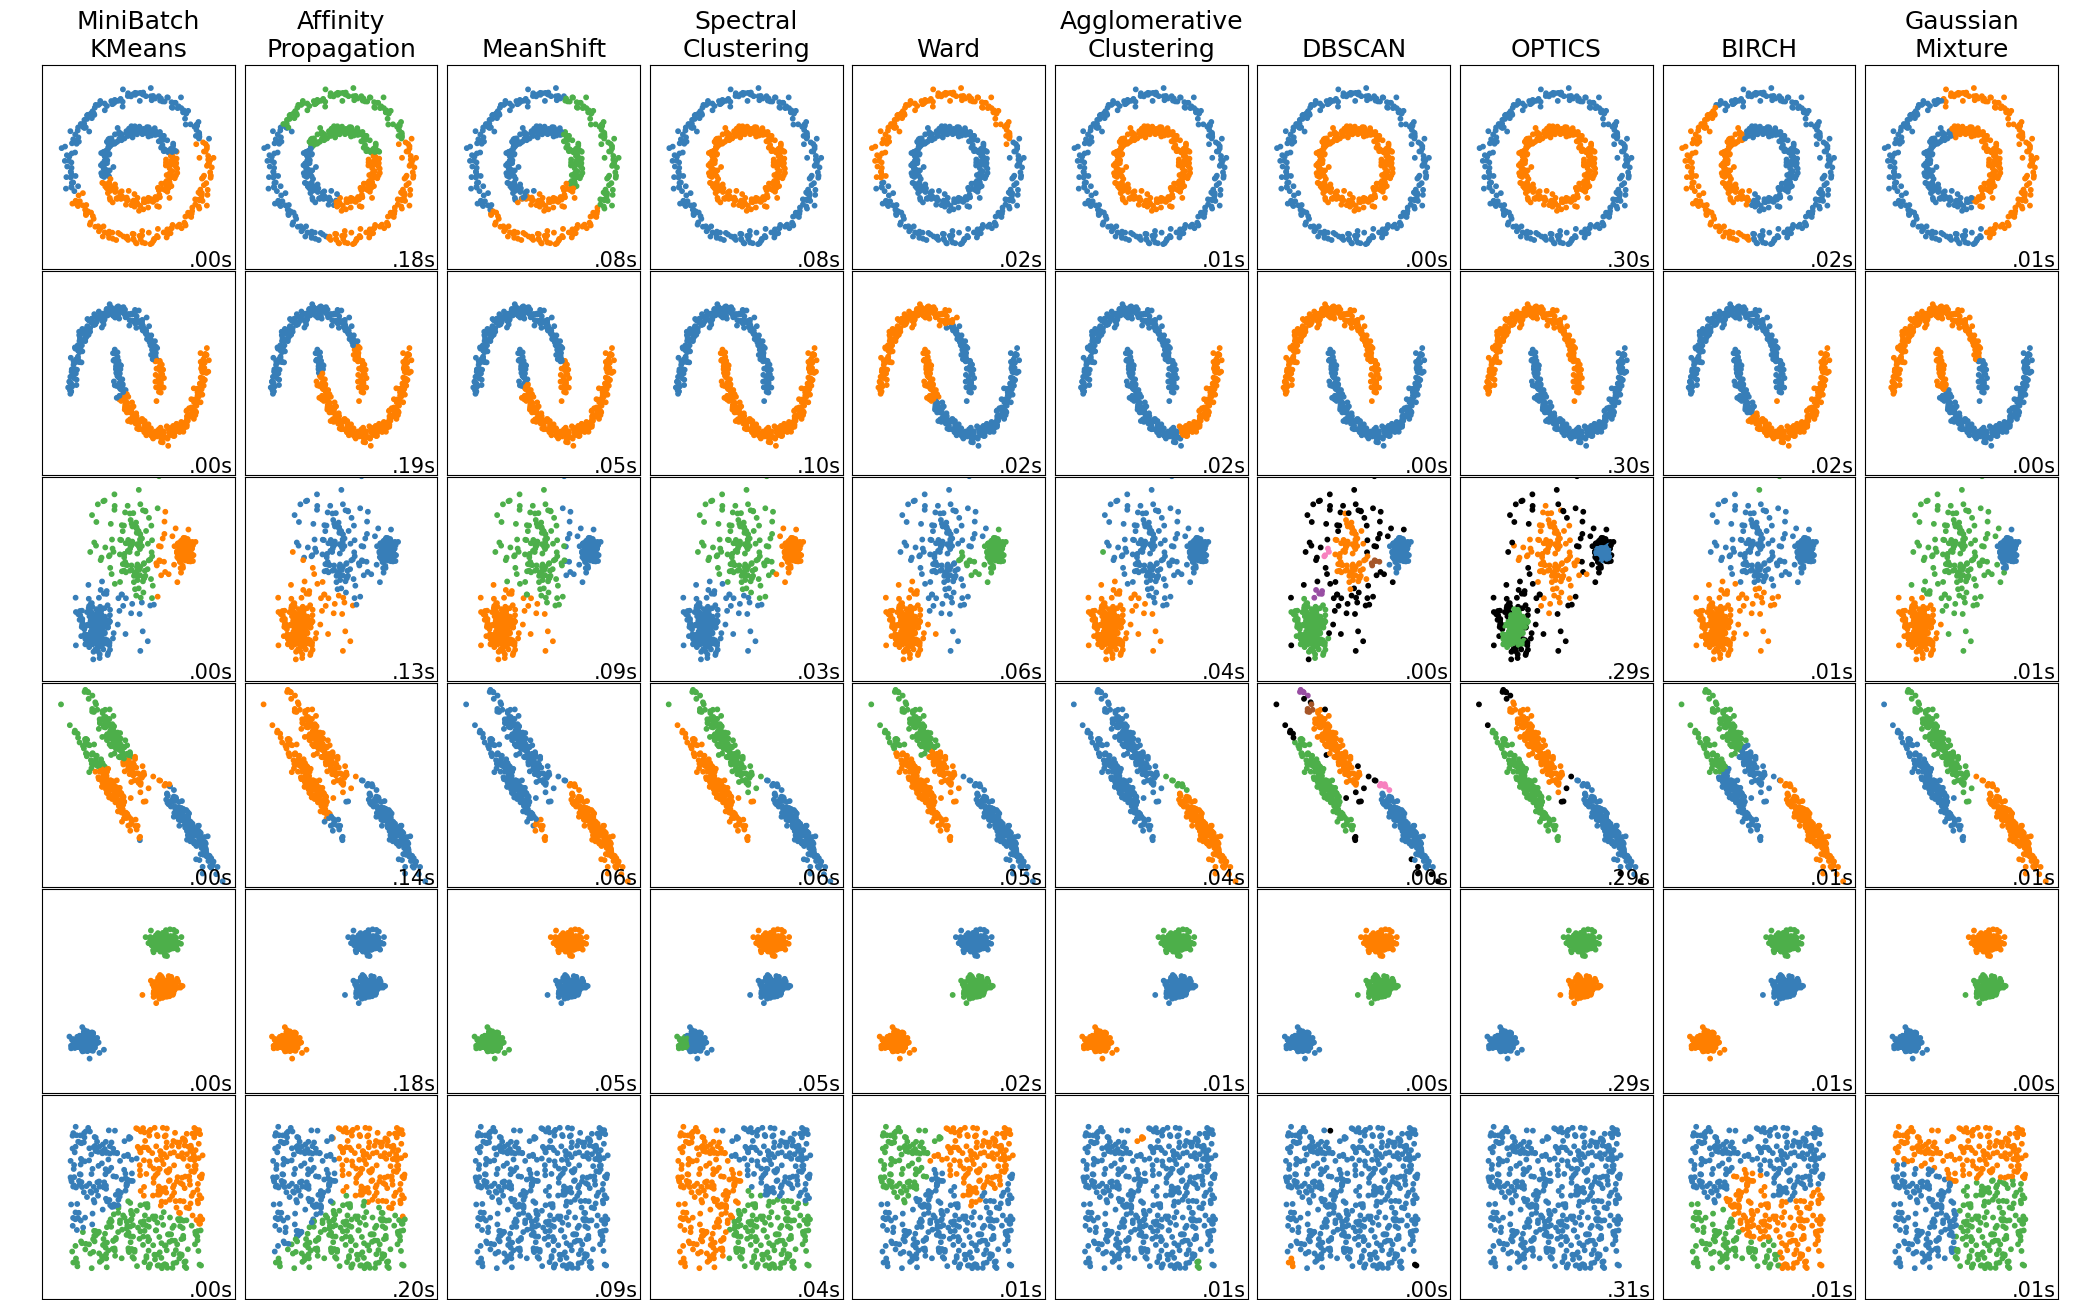 MiniBatch
KMeans
Affinity
Propagation
MeanShift
Spectral
Clustering
Ward
Agglomerative
Clustering
DBSCAN
OPTICS
BIRCH
Gaussian
Mixture
.00s
.18s
.08s
.08s
.02s
.01s
.00s
.30s
.02s
.01s
.00s
.19s
.05s
.10s
.02s
.02s
.00s
.30s
.02s
.00s
.00s
.13s
.09s
.03s
.06s
.04s
.00s
.29s
.01s
.01s
.00s
.14s
.06s
.06s
.05s
.04s
.00s
.29s
.01s
.01s
.00s
.18s
.05s
.05s
.02s
.01s
.00s
.29s
.01s
.00s
.00s
.20s
.09s
.04s
.01s
.01s
.00s
.31s
.01s
.01s